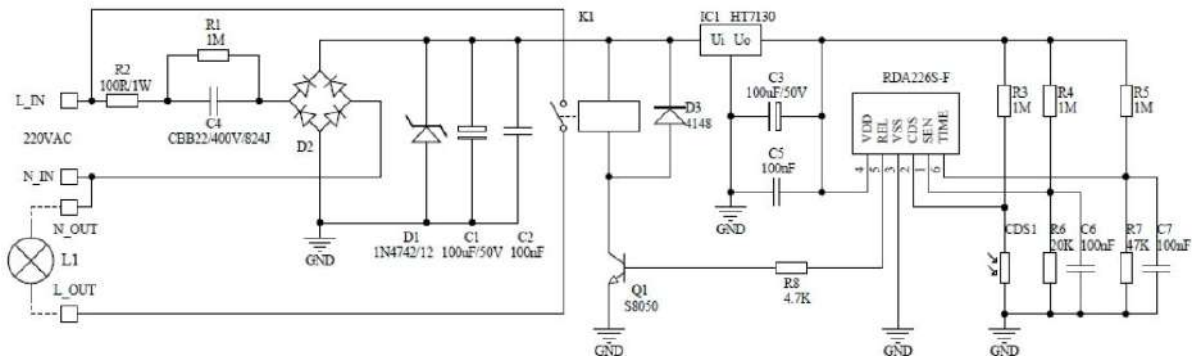 K1
IC1 HT7130
Ui Uo
R1
1M
R2
100R/1W
L_IN
C4
CBB22/400V/824J
220VAC
D2
N_IN
N_OUT
L1
L_OUT
GND
D1
1N4742/12
C1
100uF/50V
C2
100nF
D3
4148
C3
100uF/50V
C5
100nF
GND
RDA226S-F
VDD
REL
VSS
CDS
SEN
TIME
4
5
3
2
1
6
R3
1M
R4
1M
R5
1M
CDS1
R6
20K
C6
100nF
R7
47K
C7
100nF
Q1
S8050
R8
4.7K
GND
GND
GND